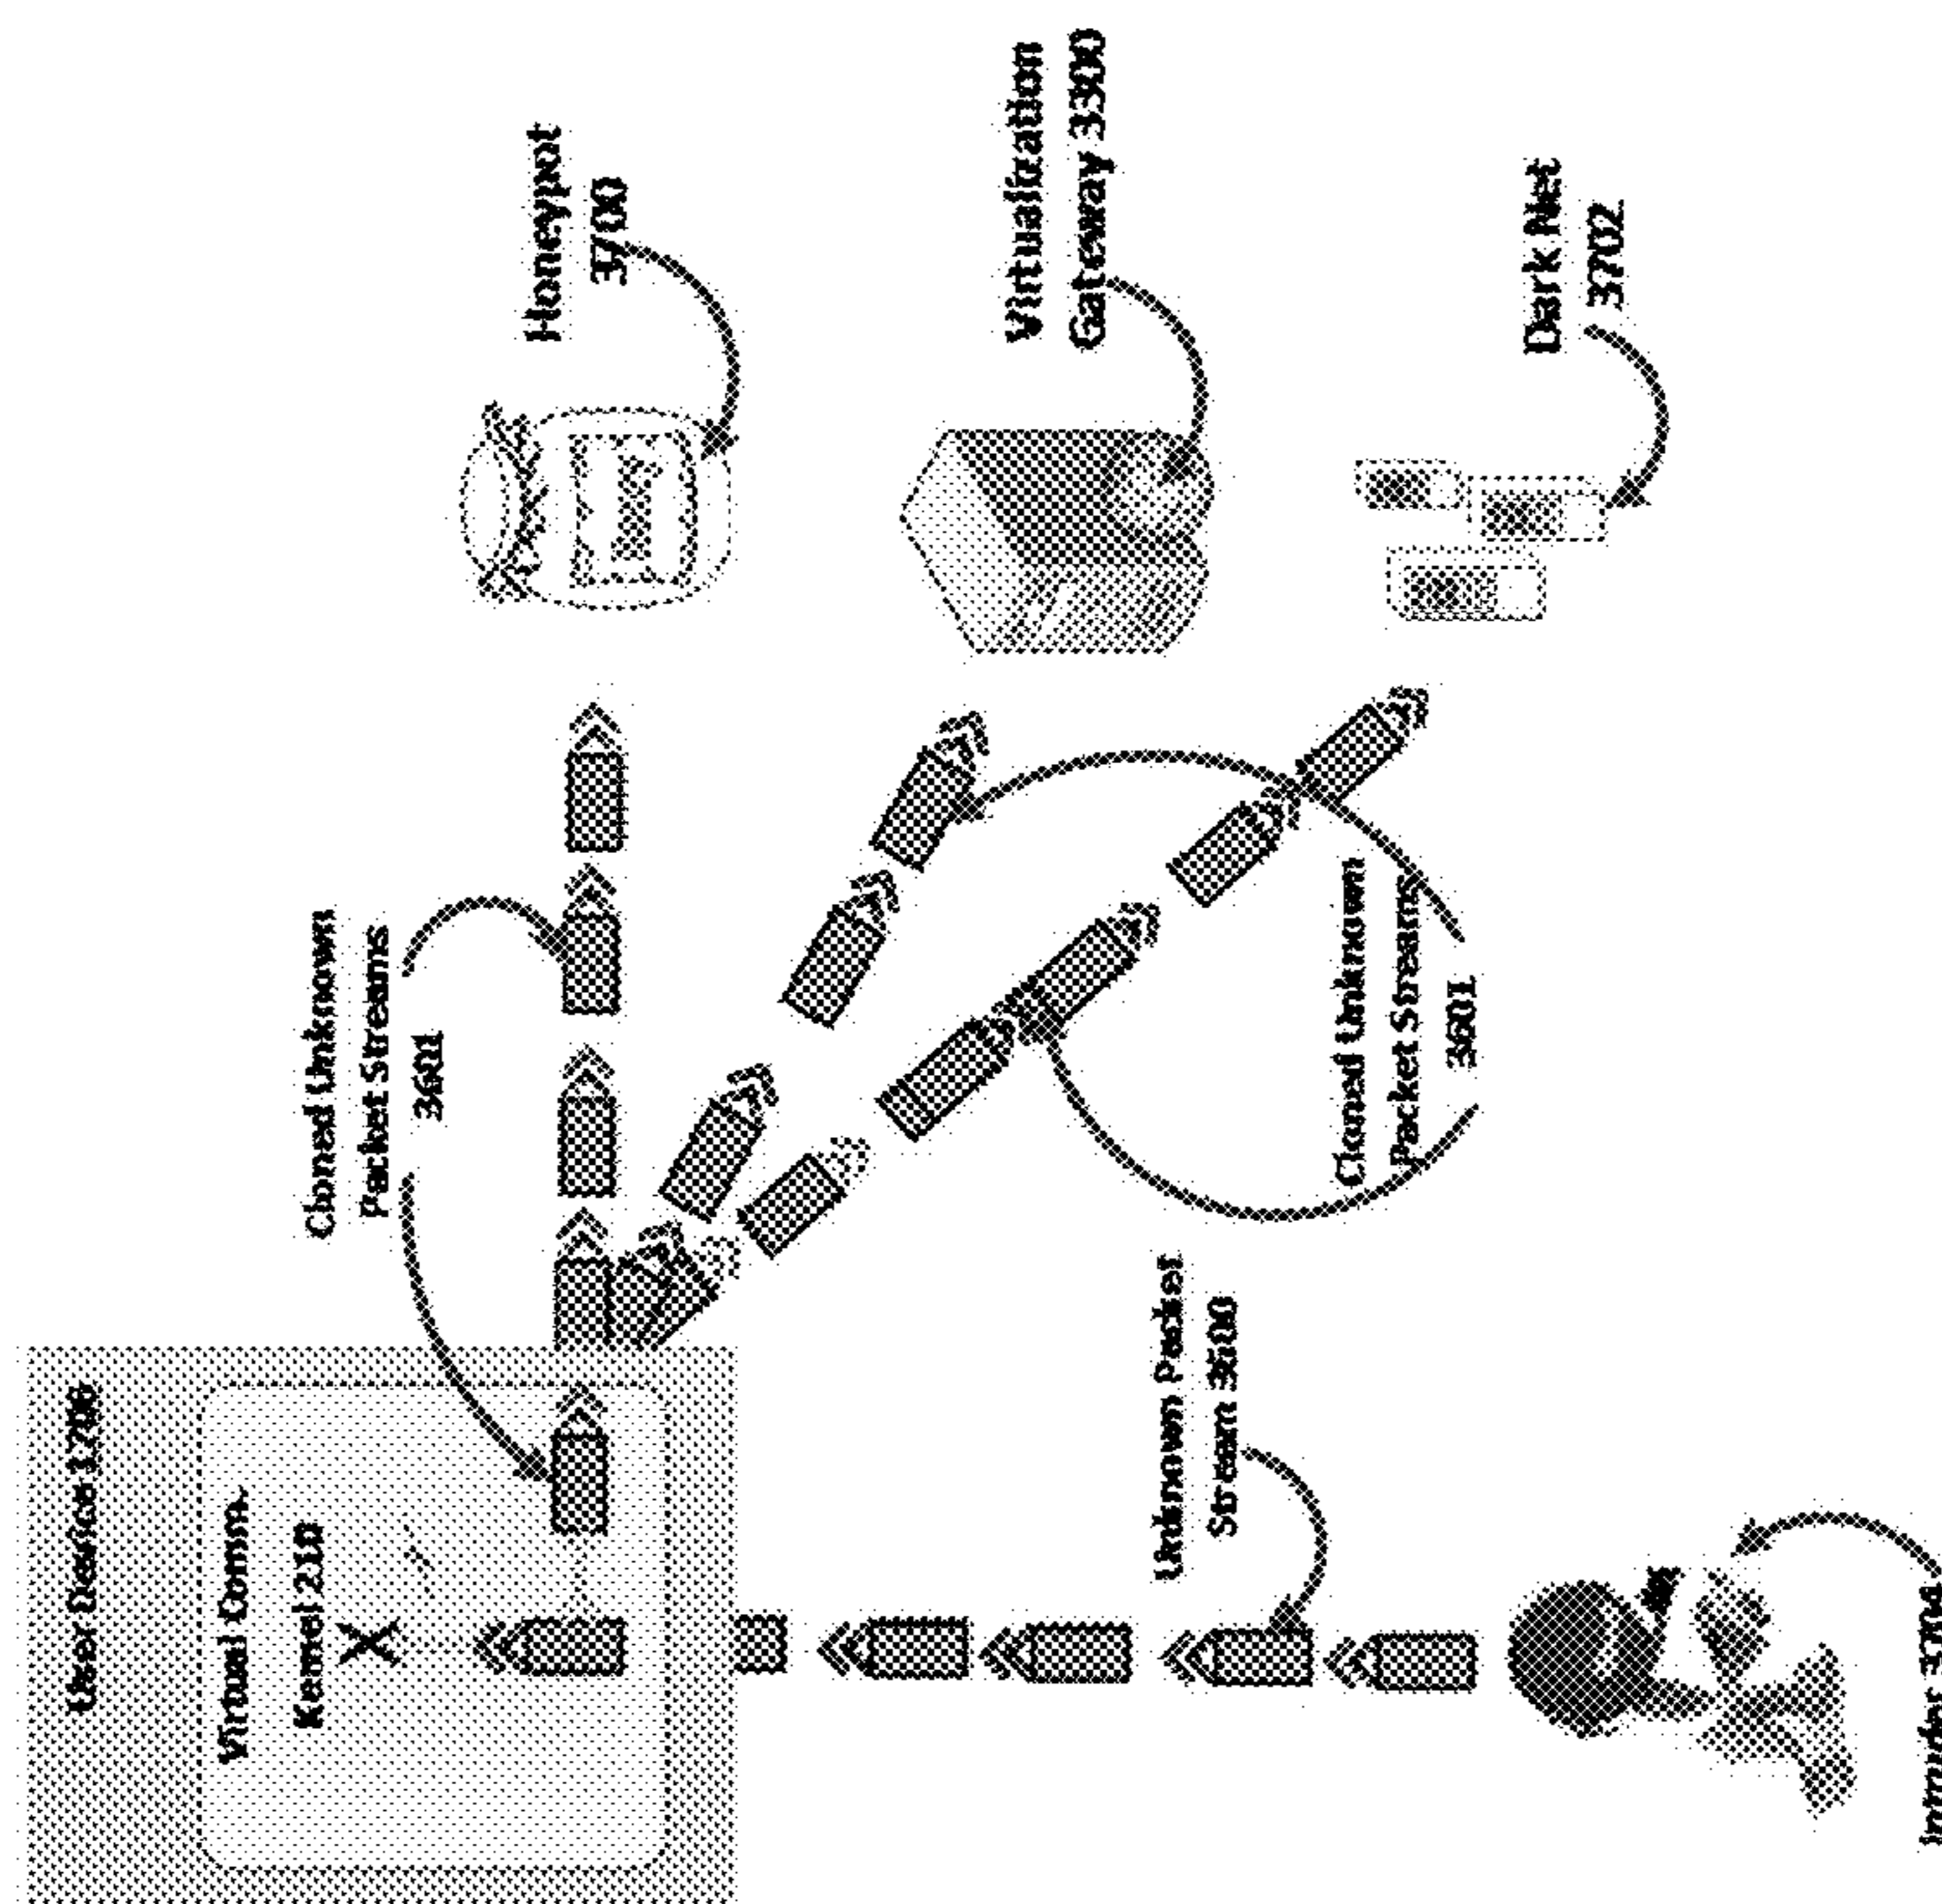 User Device 1700
Virtual Comm.
Kernel 210
X
Cloned Unknown
Packet Streams
3601
Honeypot
3700
Virtualization
Gateway 3300
Cloned Unknown
Packet Streams
3601
Dark Net
3702
Unknown Packet
Stream
Intruder